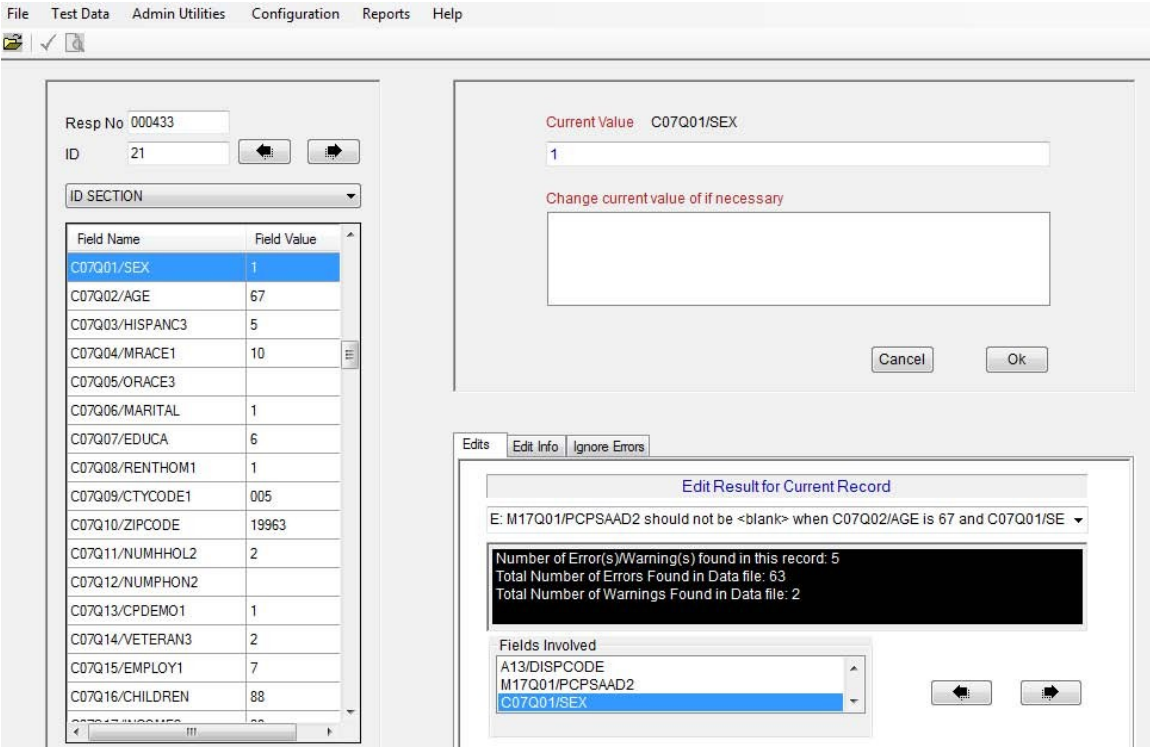 File Test Data Admin Utilities Configuration Reports Help
Resp No 000433
ID 21
ID SECTION
Field Name Field Value
C07Q01/SEX 1
C07Q02/AGE 67
C07Q03/HISPANC3 5
C07Q04/MRACE1 10
C07Q05/ORACE3
C07Q06/MARITAL 1
C07Q07/EDUCA 6
C07Q08/RENTHOM1 1
C07Q09/CTYCODE1 005
C07Q10/ZIPCODE 19963
C07Q11/NUMHHOL2 2
C07Q12/NUMPHON2
C07Q13/CPDEMO1 1
C07Q14/VETERAN3 2
C07Q15/EMPLOY1 7
C07Q16/CHILDREN 88
Current Value C07Q01/SEX
1
Change current value of if necessary
Cancel Ok
Edits Edit Info Ignore Errors
Edit Result for Current Record
E: M17Q01/PCPSAAD2 should not be <blank> when C07Q02/AGE is 67 and C07Q01/SE
Number of Error(s)/Warning(s) found in this record: 5
Total Number of Errors Found in Data file: 63
Total Number of Warnings Found in Data file: 2
Fields Involved
A13/DISPCODE
M17Q01/PCPSAAD2
C07Q01/SEX